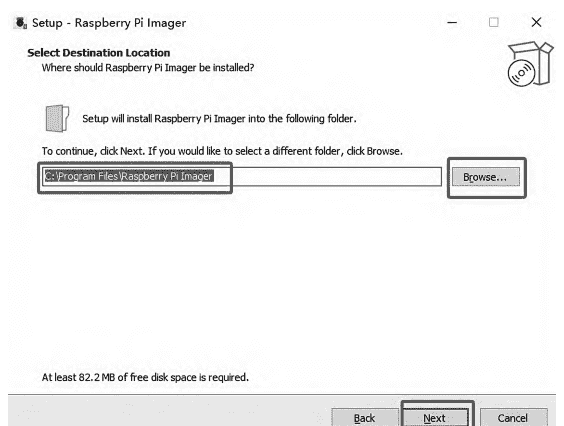 Setup - Raspberry Pi Imager
Select Destination Location
Where should Raspberry Pi Imager be installed?
Setup will install Raspberry Pi Imager into the following folder.
To continue, click Next. If you would like to select a different folder, click Browse.
C:\Program Files\Raspberry Pi Imager
Browse...
At least 82.2 MB of free disk space is required.
Back Next Cancel